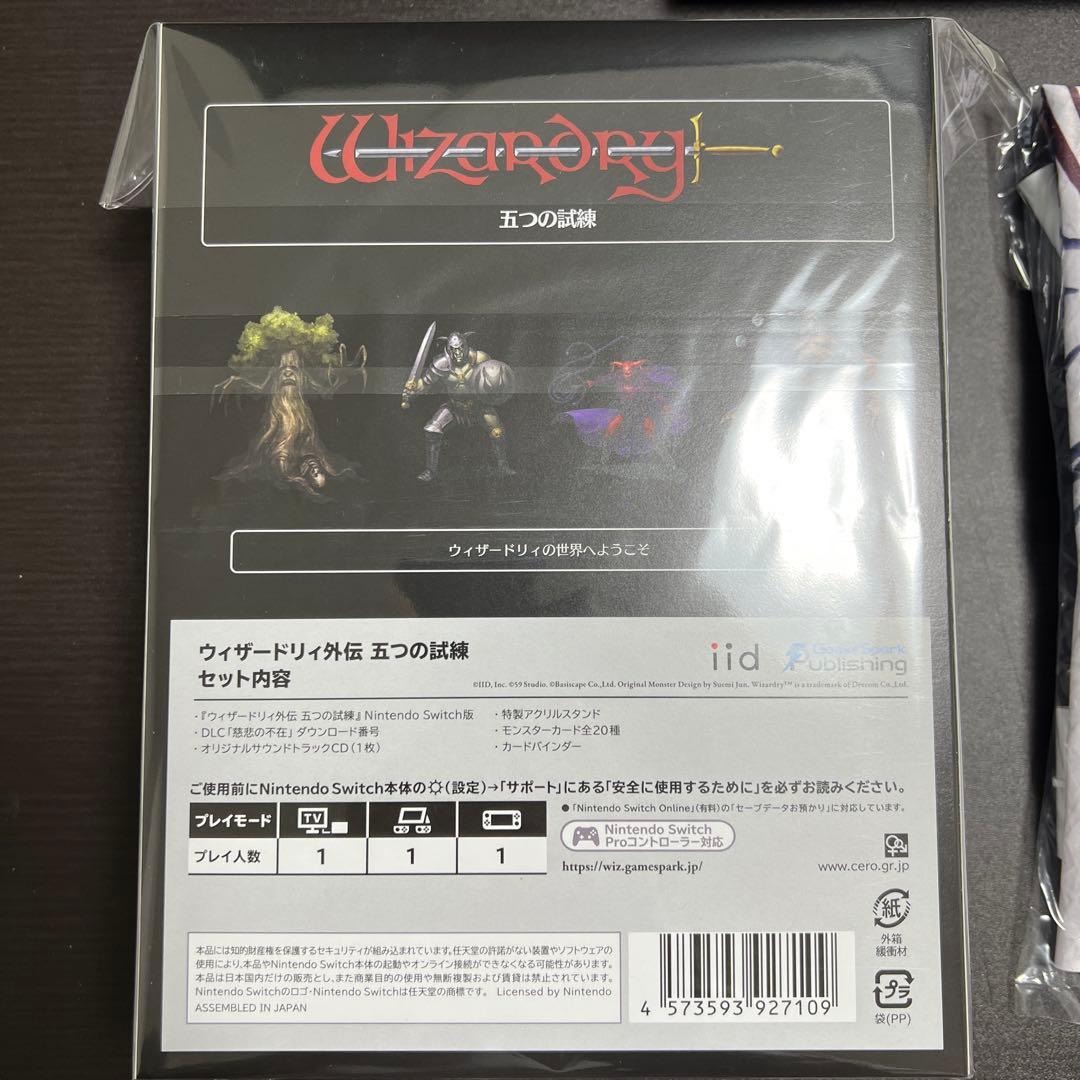 Wizardry
五つの試練
ウィザードリィの世界へようこそ
ウィザードリィ外伝 五つの試練
セット内容
iid
Game Spark
Publishing
©IID, Inc. ©59 Studio. ©Basiscape Co.,Ltd. Original Monster Design by Suemi Jun. Wizardry™ is a trademark of Drecom Co.,Ltd.
・『ウィザードリィ外伝 五つの試練』 Nintendo Switch版
・DLC「慈悲の不在」 ダウンロード番号
・オリジナルサウンドトラックCD(1枚)
・特製アクリルスタンド
・モンスターカード全20種
・カードバインダー
ご使用前にNintendo Switch本体の(設定)→「サポート」にある「安全に使用するために」を必ずお読みください。
プレイモード TV
プレイ人数 1 1 1
●「Nintendo Switch Online」(有料)の「セーブデータお預かり」に対応しています。
Nintendo Switch
Proコントローラー対応
https://wiz.gamespark.jp/
www.cero.gr.jp
紙
外箱
緩衝材
本品には知的財産権を保護するセキュリティが組み込まれています。任天堂の許諾がない装置やソフトウェアの
使用により、本品やNintendo Switch本体の起動やオンライン接続ができなくなる可能性があります。
本品は日本国内だけの販売とし、また商業目的の使用や無断複製および賃貸は禁止されています。
Nintendo Switchのロゴ・Nintendo Switchは任天堂の商標です。 Licensed by Nintendo
ASSEMBLED IN JAPAN
4 573593 927109
プラ
袋(PP)